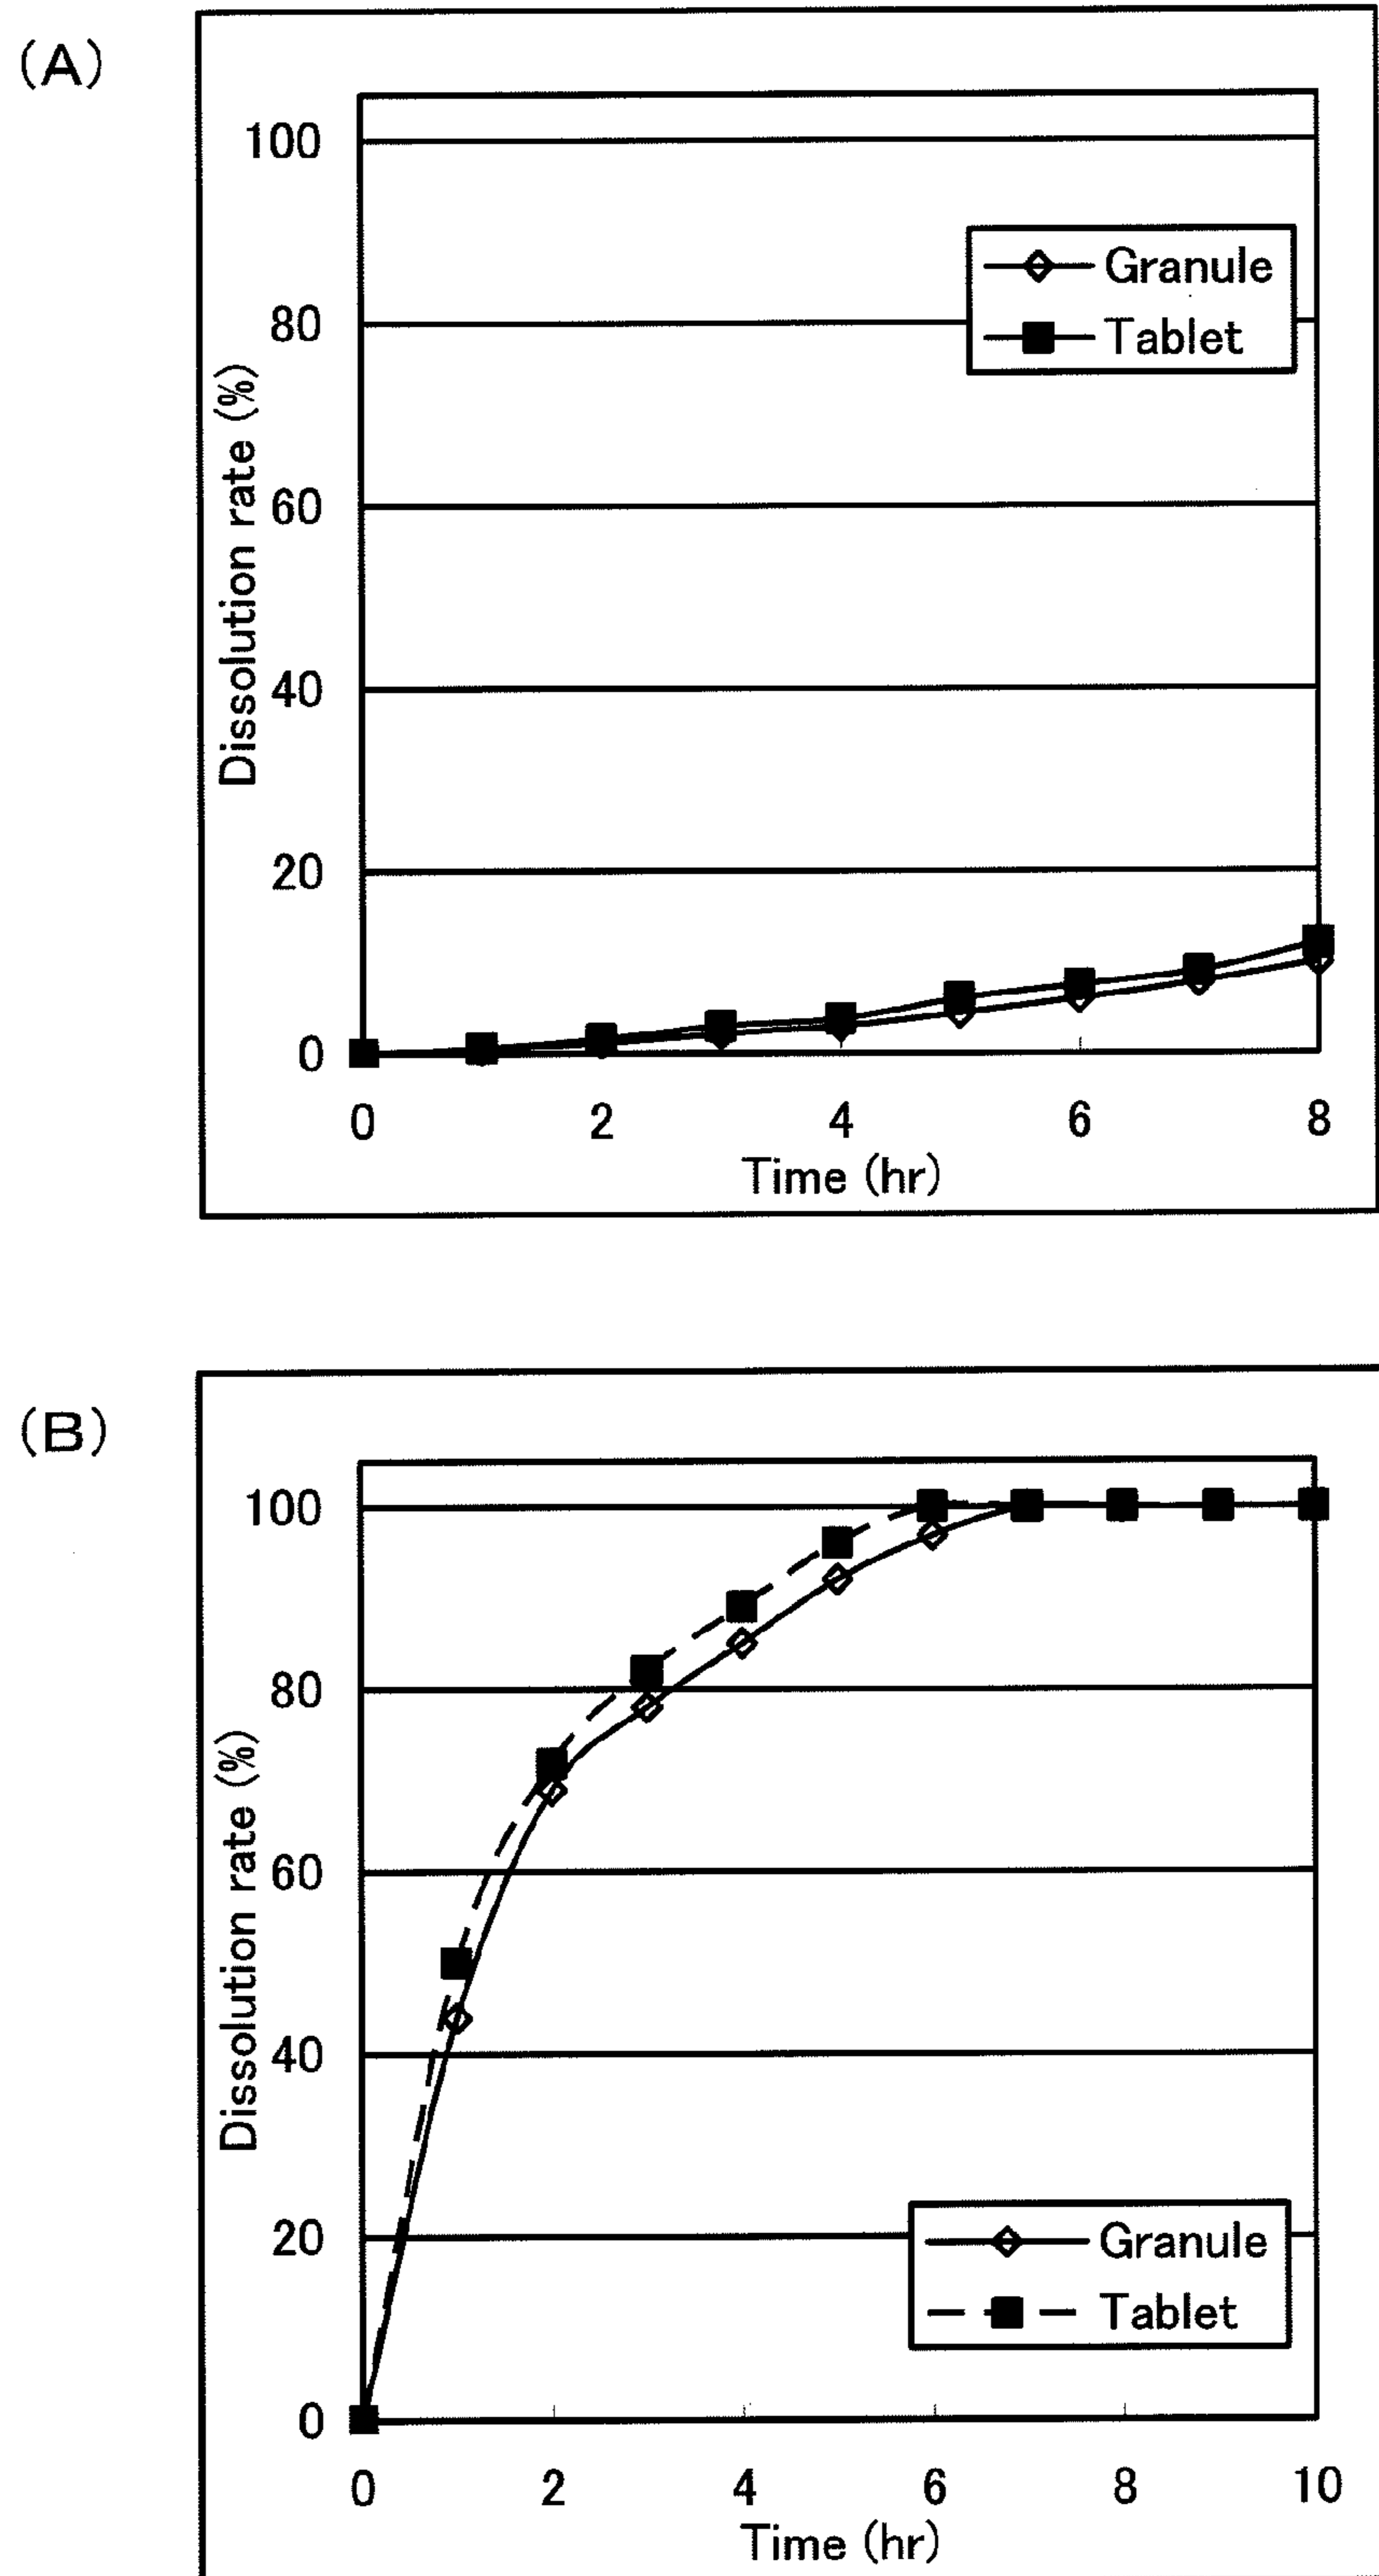 (A)
100
80
60
40
20
0
Dissolution rate (%)
Granule
Tablet
0 2 4 6 8
Time (hr)
(B)
100
80
60
40
20
0
Dissolution rate (%)
Granule
Tablet
0 2 4 6 8 10
Time (hr)